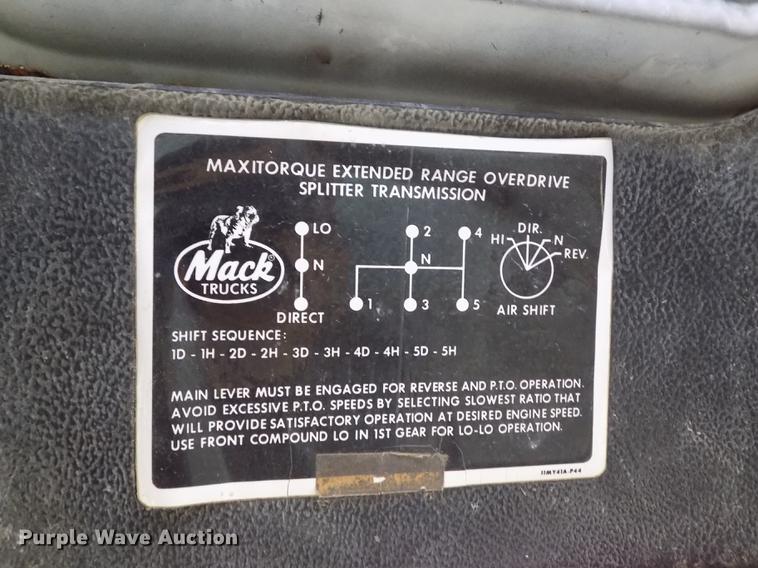 MAXITORQUE EXTENDED RANGE OVERDRIVE
SPLITTER TRANSMISSION
Mack®
TRUCKS
LO
N
DIRECT
2
4
N
1
3
5
HI
DIR.
N
REV.
AIR SHIFT
SHIFT SEQUENCE:
1D - 1H - 2D - 2H - 3D - 3H - 4D - 4H - 5D - 5H
MAIN LEVER MUST BE ENGAGED FOR REVERSE AND P.T.O. OPERATION.
AVOID EXCESSIVE P.T.O. SPEEDS BY SELECTING SLOWEST RATIO THAT
WILL PROVIDE SATISFACTORY OPERATION AT DESIRED ENGINE SPEED.
USE FRONT COMPOUND LO IN 1ST GEAR FOR LO-LO OPERATION.
11MY41A-P44
Purple Wave Auction